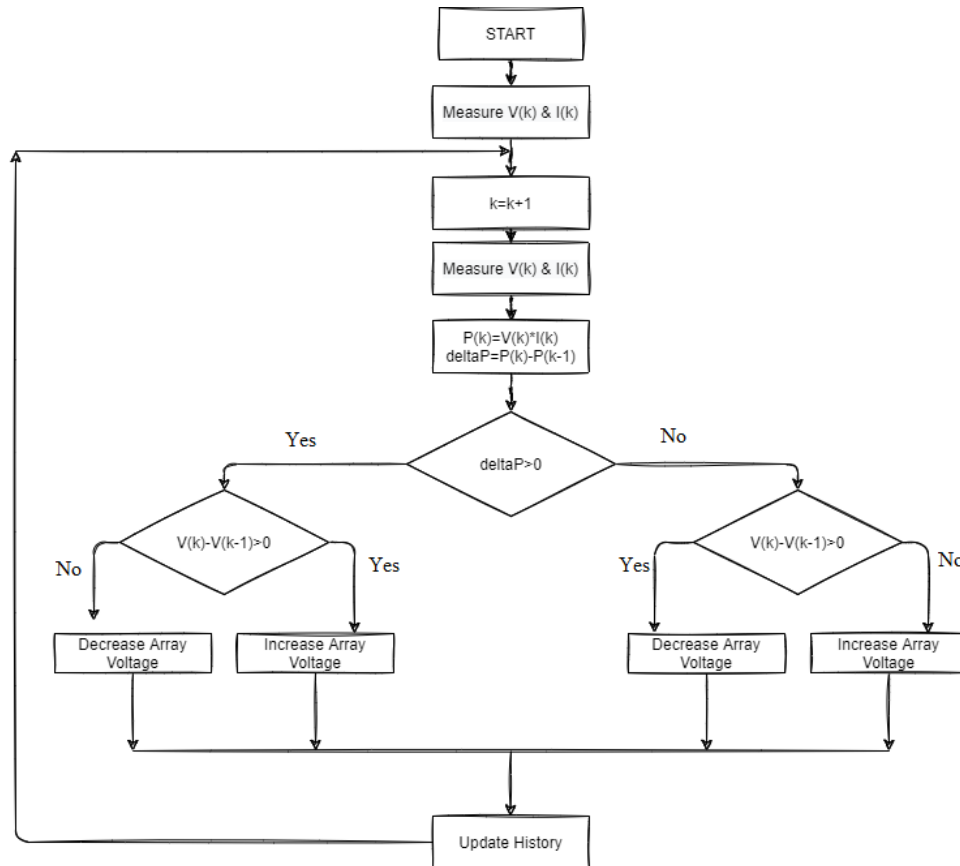 START
Measure V(k) & I(k)
k=k+1
Measure V(k) & I(k)
P(k)=V(k)*I(k)
deltaP=P(k)-P(k-1)
Yes
No
deltaP>0
V(k)-V(k-1)>0
V(k)-V(k-1)>0
No
Yes
Yes
No
Decrease Array
Voltage
Increase Array
Voltage
Decrease Array
Voltage
Increase Array
Voltage
Update History